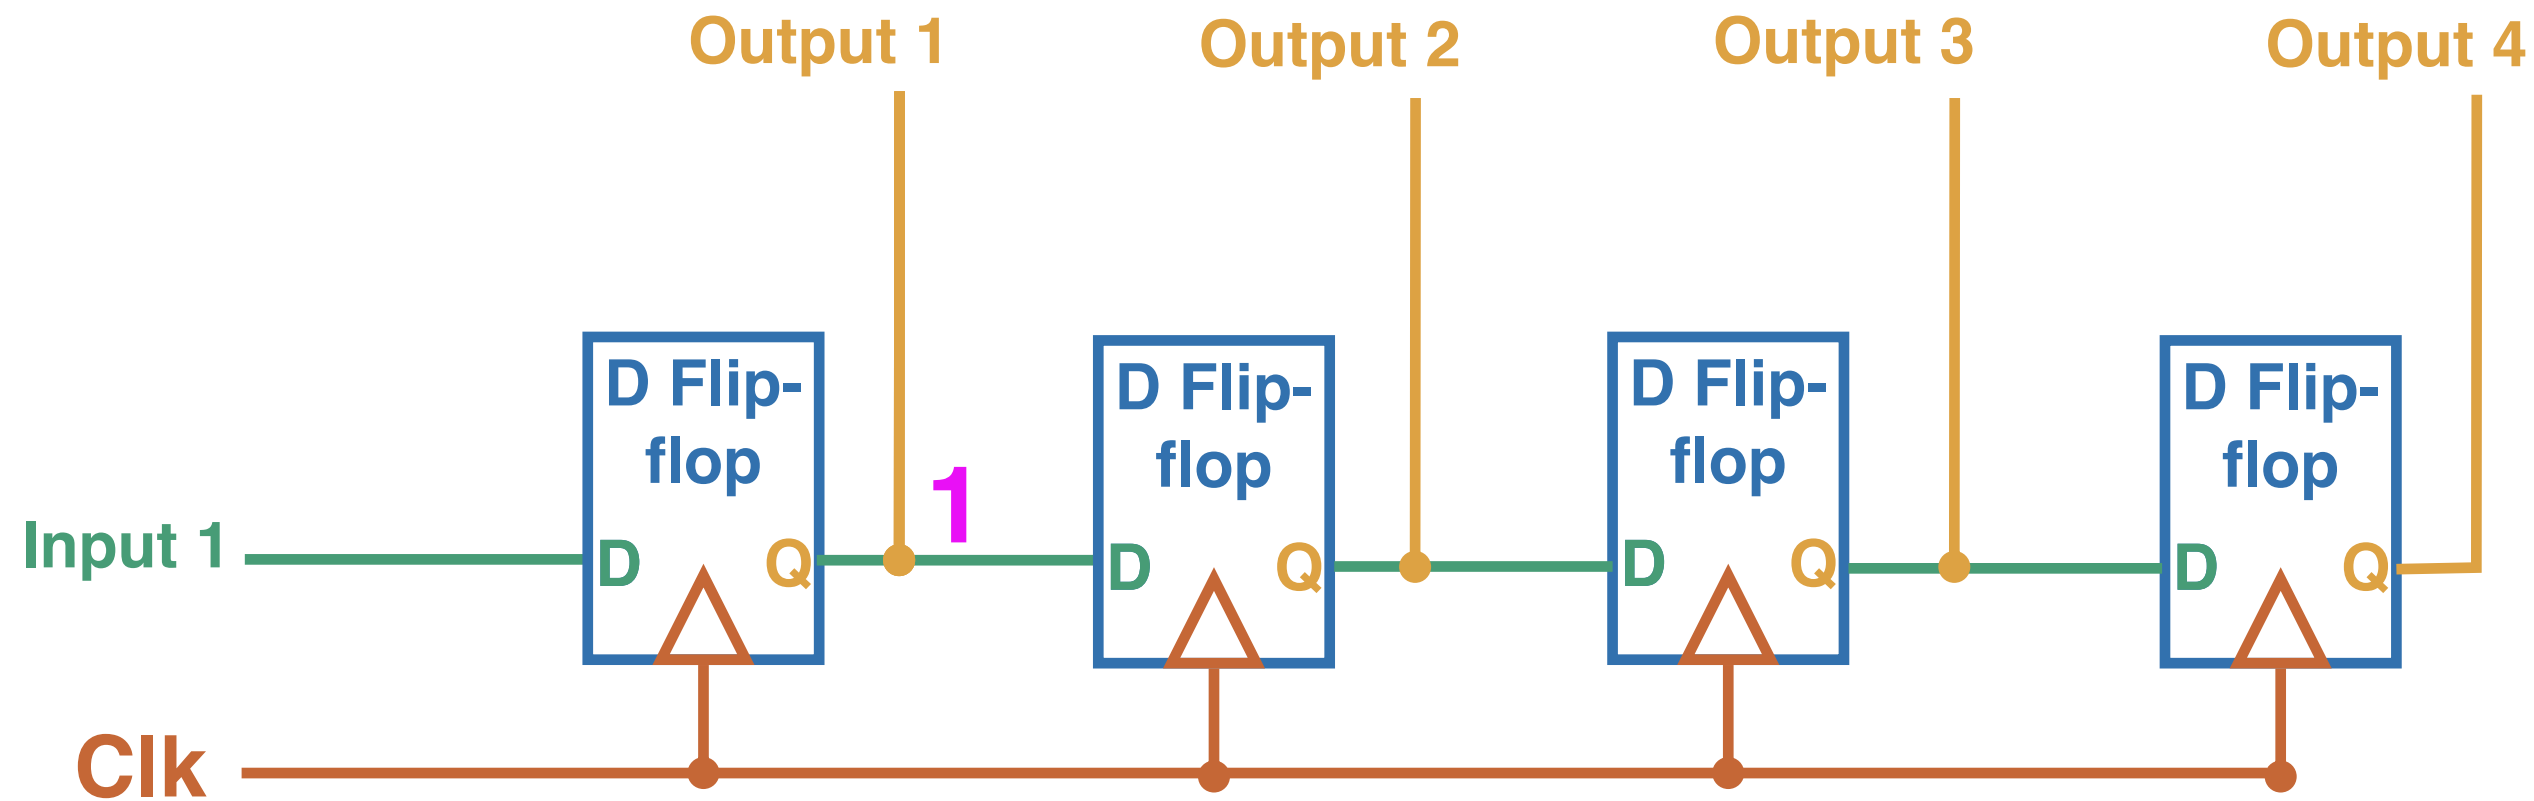 Output 1
Output 2
Output 3
Output 4
D Flip-
flop
D Flip-
flop
D Flip-
flop
D Flip-
flop
1
Input 1
D
Q
D
Q
D
Q
D
Q
Clk